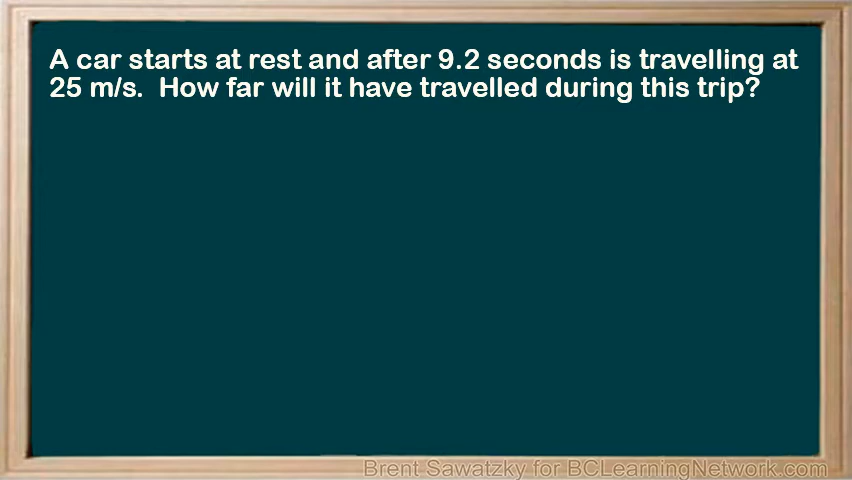 A car starts at rest and after 9.2 seconds is travelling at
25 m/s.  How far will it have travelled during this trip?
Brent Sawatzky for BCLearningNetwork.com